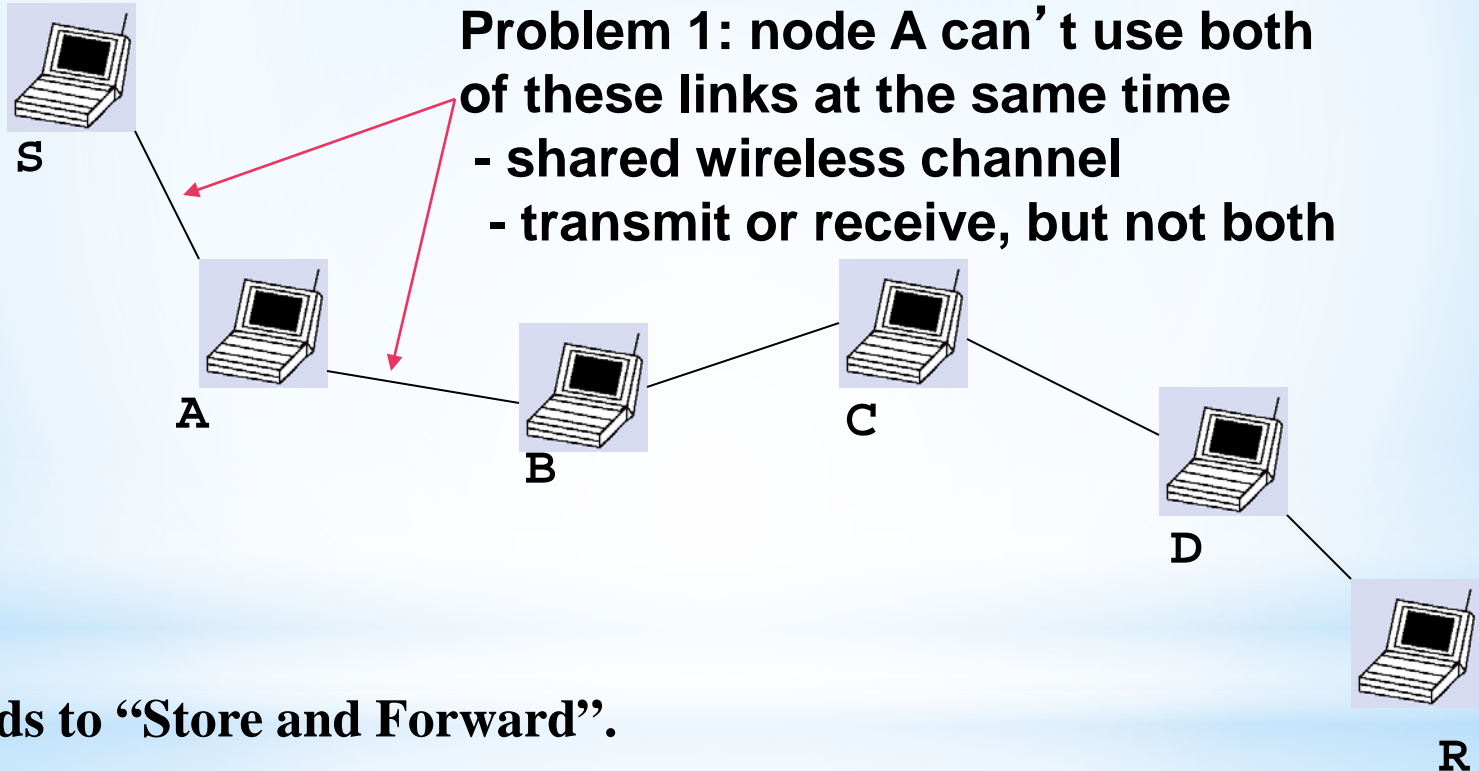 Problem 1: node A can’t use both
of these links at the same time
- shared wireless channel
- transmit or receive, but not both
S
A
B
C
D
R
ds to “Store and Forward”.